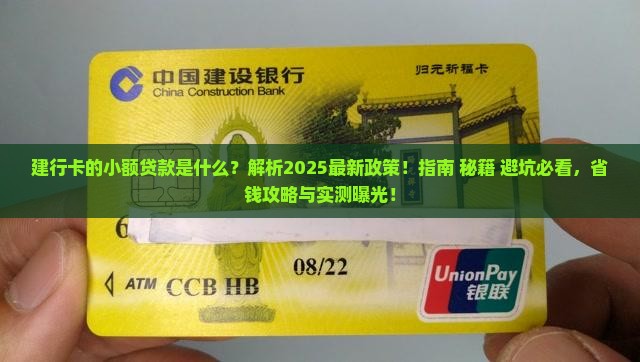 中国建设银行
China Construction Bank
归元祈福卡
建行卡的小额贷款是什么？解析2025最新政策！指南 秘籍 避坑必看，省
钱攻略与实测曝光！
6
08/22
ATM CCB HB
UnionPay
银联